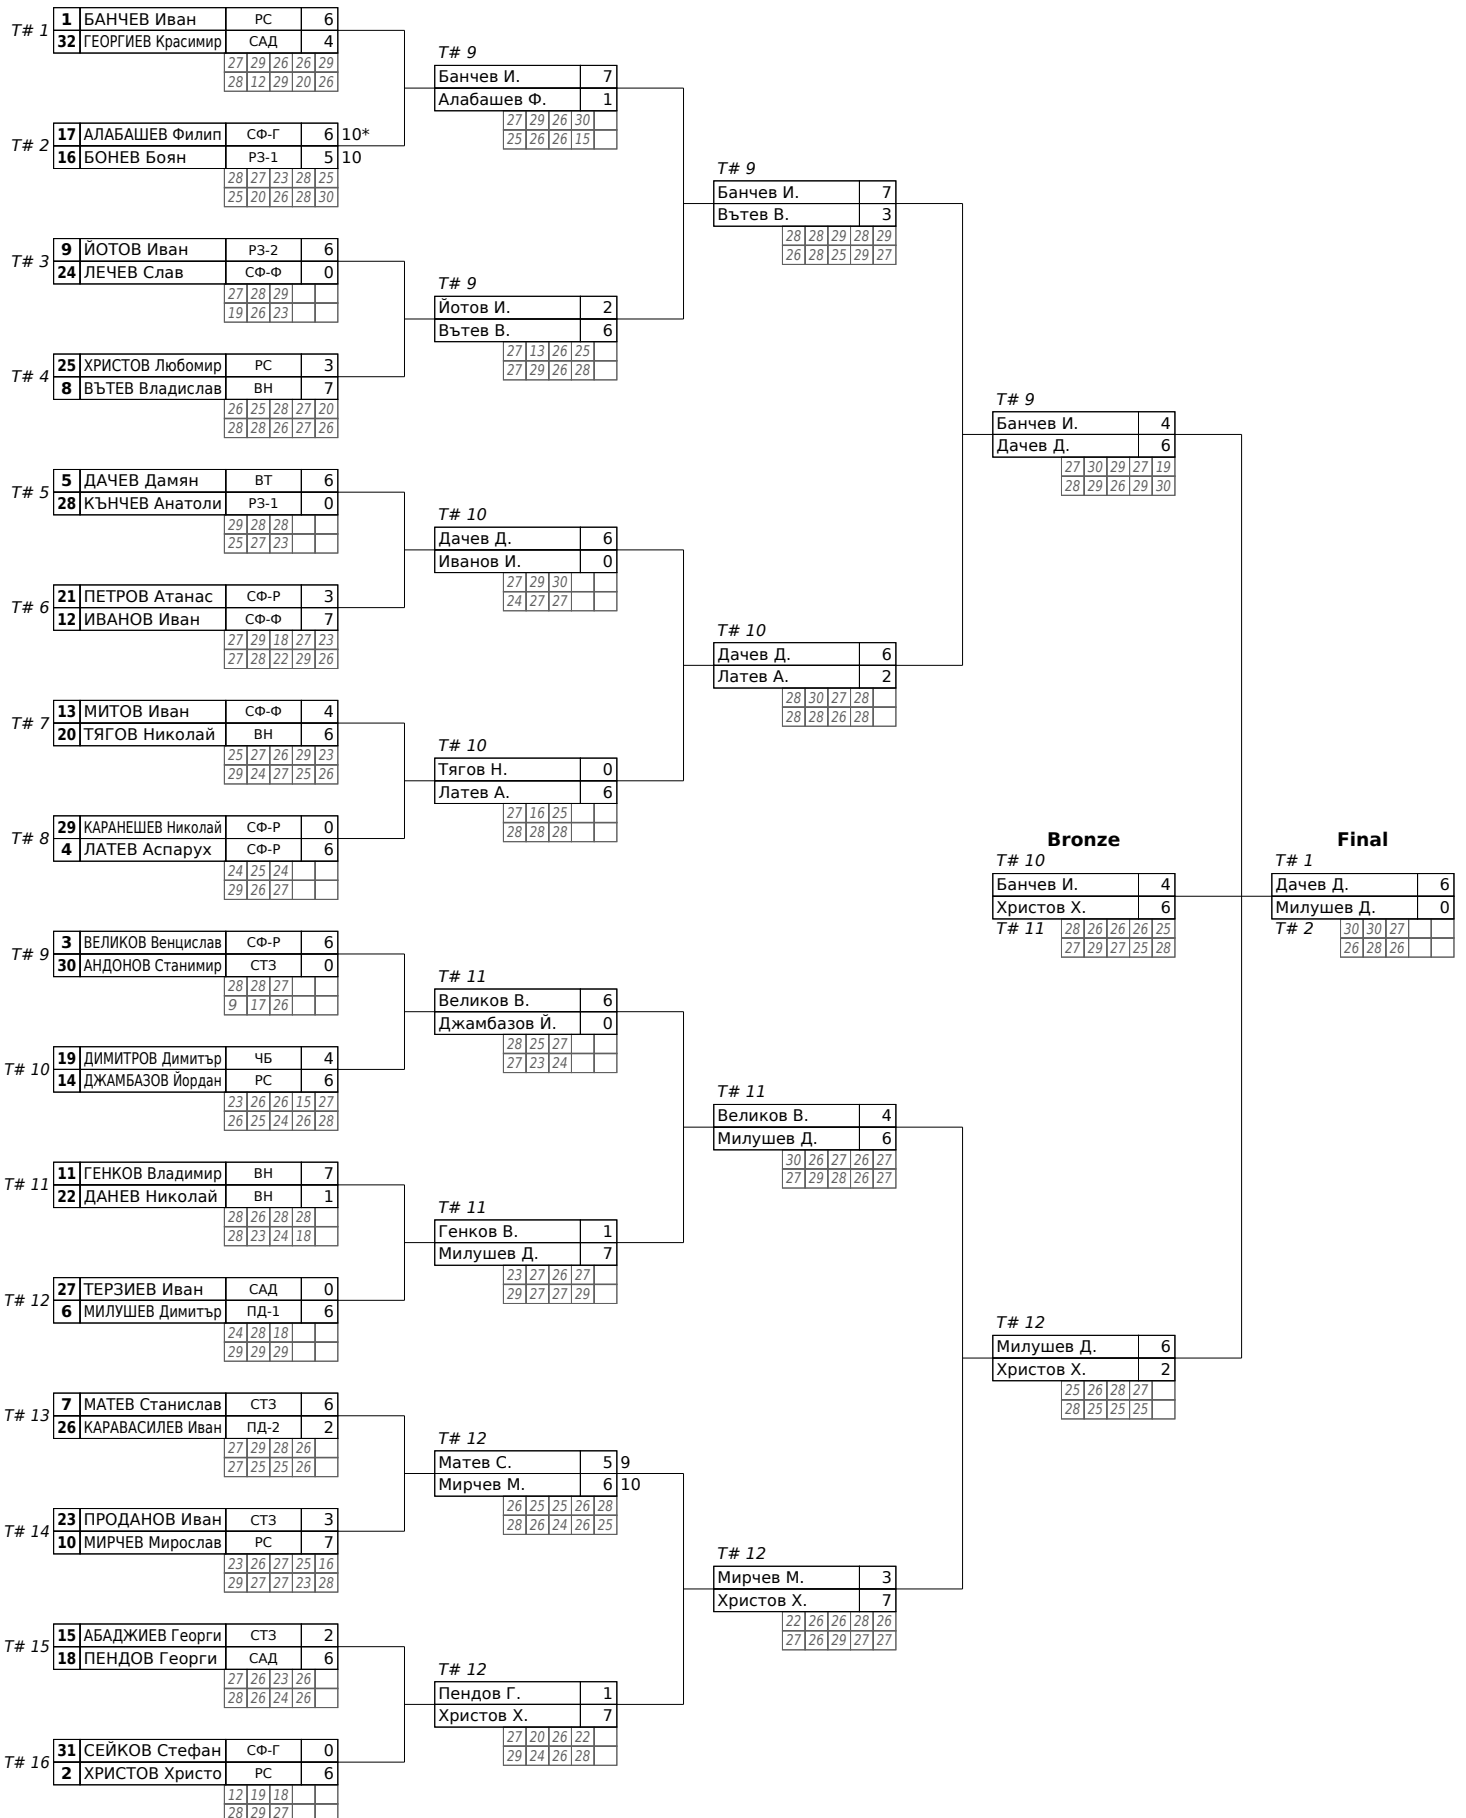 T# 1
1 БАНЧЕВ Иван РС 6
32 ГЕОРГИЕВ Красимир САД 4
27 29 26 26 29
28 12 29 20 26
T# 2
17 АЛАБАШЕВ Филип СФ-Г 6 10*
16 БОНЕВ Боян РЗ-1 5 10
28 27 23 28 25
25 20 26 28 30
T# 3
9 ЙОТОВ Иван РЗ-2 6
24 ЛЕЧЕВ Слав СФ-Ф 0
27 28 29
19 26 23
T# 4
25 ХРИСТОВ Любомир РС 3
8 ВЪТЕВ Владислав ВН 7
26 25 28 27 20
28 28 26 27 26
T# 5
5 ДАЧЕВ Дамян ВТ 6
28 КЪНЧЕВ Анатоли РЗ-1 0
29 28 28
25 27 23
T# 6
21 ПЕТРОВ Атанас СФ-Р 3
12 ИВАНОВ Иван СФ-Ф 7
27 29 18 27 23
27 28 22 29 26
T# 7
13 МИТОВ Иван СФ-Ф 4
20 ТЯГОВ Николай ВН 6
25 27 26 29 23
29 24 27 25 26
T# 8
29 КАРАНЕШЕВ Николай СФ-Р 0
4 ЛАТЕВ Аспарух СФ-Р 6
24 25 24
29 26 27
T# 9
3 ВЕЛИКОВ Венцислав СФ-Р 6
30 АНДОНОВ Станимир СТЗ 0
28 28 27
9 17 26
T# 10
19 ДИМИТРОВ Димитър ЧБ 4
14 ДЖАМБАЗОВ Йордан РС 6
23 26 26 15 27
26 25 24 26 28
T# 11
11 ГЕНКОВ Владимир ВН 7
22 ДАНЕВ Николай ВН 1
28 26 28 28
28 23 24 18
T# 12
27 ТЕРЗИЕВ Иван САД 0
6 МИЛУШЕВ Димитър ПД-1 6
24 28 18
29 29 29
T# 13
7 МАТЕВ Станислав СТЗ 6
26 КАРАВАСИЛЕВ Иван ПД-2 2
27 29 28 26
27 25 25 26
T# 14
23 ПРОДАНОВ Иван СТЗ 3
10 МИРЧЕВ Мирослав РС 7
23 26 27 25 16
29 27 27 23 28
T# 15
15 АБАДЖИЕВ Георги СТЗ 2
18 ПЕНДОВ Георги САД 6
27 26 23 26
28 26 24 26
T# 16
31 СЕЙКОВ Стефан СФ-Г 0
2 ХРИСТОВ Христо РС 6
12 19 18
28 29 27
T# 9
Банчев И. 7
Алабашев Ф. 1
27 29 26 30
25 26 26 15
T# 9
Йотов И. 2
Вътев В. 6
27 13 26 25
27 29 26 28
T# 10
Дачев Д. 6
Иванов И. 0
27 29 30
24 27 27
T# 10
Тягов Н. 0
Латев А. 6
27 16 25
28 28 28
T# 11
Великов В. 6
Джамбазов Й. 0
28 25 27
27 23 24
T# 11
Генков В. 1
Милушев Д. 7
23 27 26 27
29 27 27 29
T# 12
Матев С. 5 9
Мирчев М. 6 10
26 25 25 26 28
28 26 24 26 25
T# 12
Пендов Г. 1
Христов Х. 7
27 20 26 22
29 24 26 28
T# 9
Банчев И. 7
Вътев В. 3
28 28 29 28 29
26 28 25 29 27
T# 10
Дачев Д. 6
Латев А. 2
28 30 27 28
28 28 26 28
T# 11
Великов В. 4
Милушев Д. 6
30 26 27 26 27
27 29 28 26 27
T# 12
Мирчев М. 3
Христов Х. 7
22 26 26 28 26
27 26 29 27 27
T# 9
Банчев И. 4
Дачев Д. 6
27 30 29 27 19
28 29 26 29 30
T# 12
Милушев Д. 6
Христов Х. 2
25 26 28 27
28 25 25 25
Bronze
T# 10
Банчев И. 4
Христов Х. 6
T# 11 28 26 26 26 25
27 29 27 25 28
Final
T# 1
Дачев Д. 6
Милушев Д. 0
T# 2 30 30 27
26 28 26